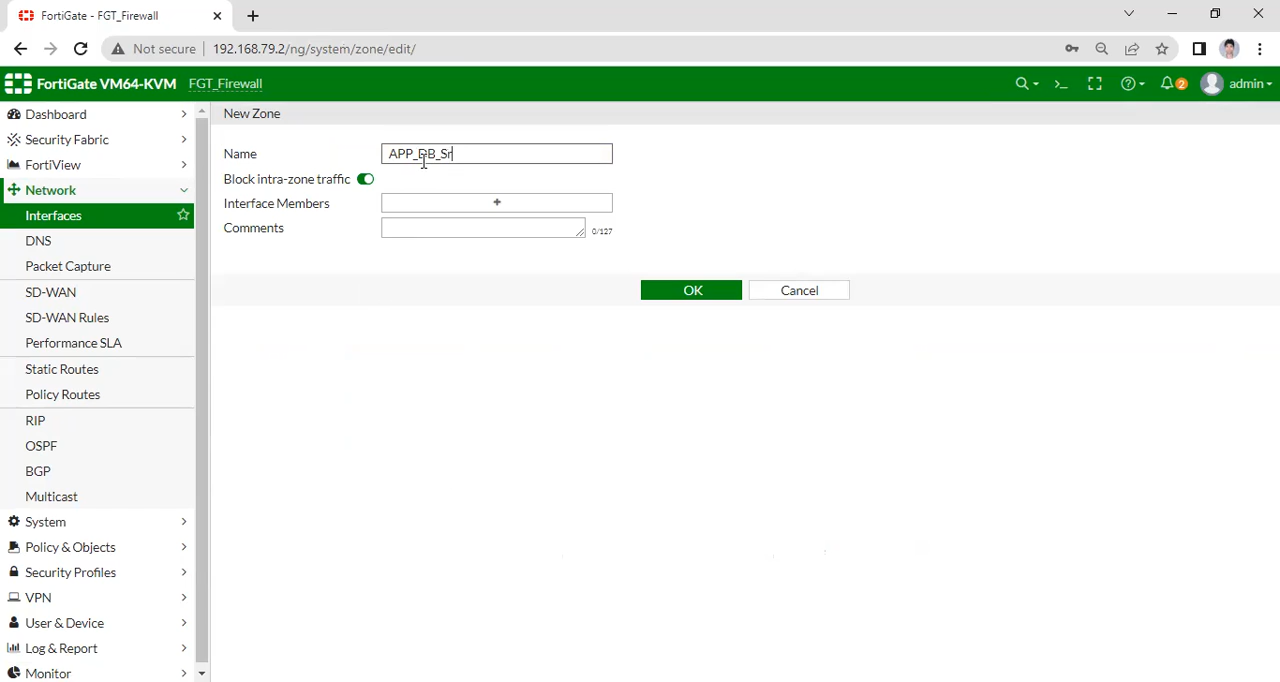 FortiGate - FGT_Firewall
Not secure 192.168.79.2/ng/system/zone/edit/
FortiGate VM64-KVM FGT_Firewall 2 admin
Dashboard
Security Fabric
FortiView
Network
Interfaces
DNS
Packet Capture
SD-WAN
SD-WAN Rules
Performance SLA
Static Routes
Policy Routes
RIP
OSPF
BGP
Multicast
System
Policy & Objects
Security Profiles
VPN
User & Device
Log & Report
Monitor
New Zone
Name APP_DB_Sr
Block intra-zone traffic
Interface Members
Comments 0/127
OK Cancel